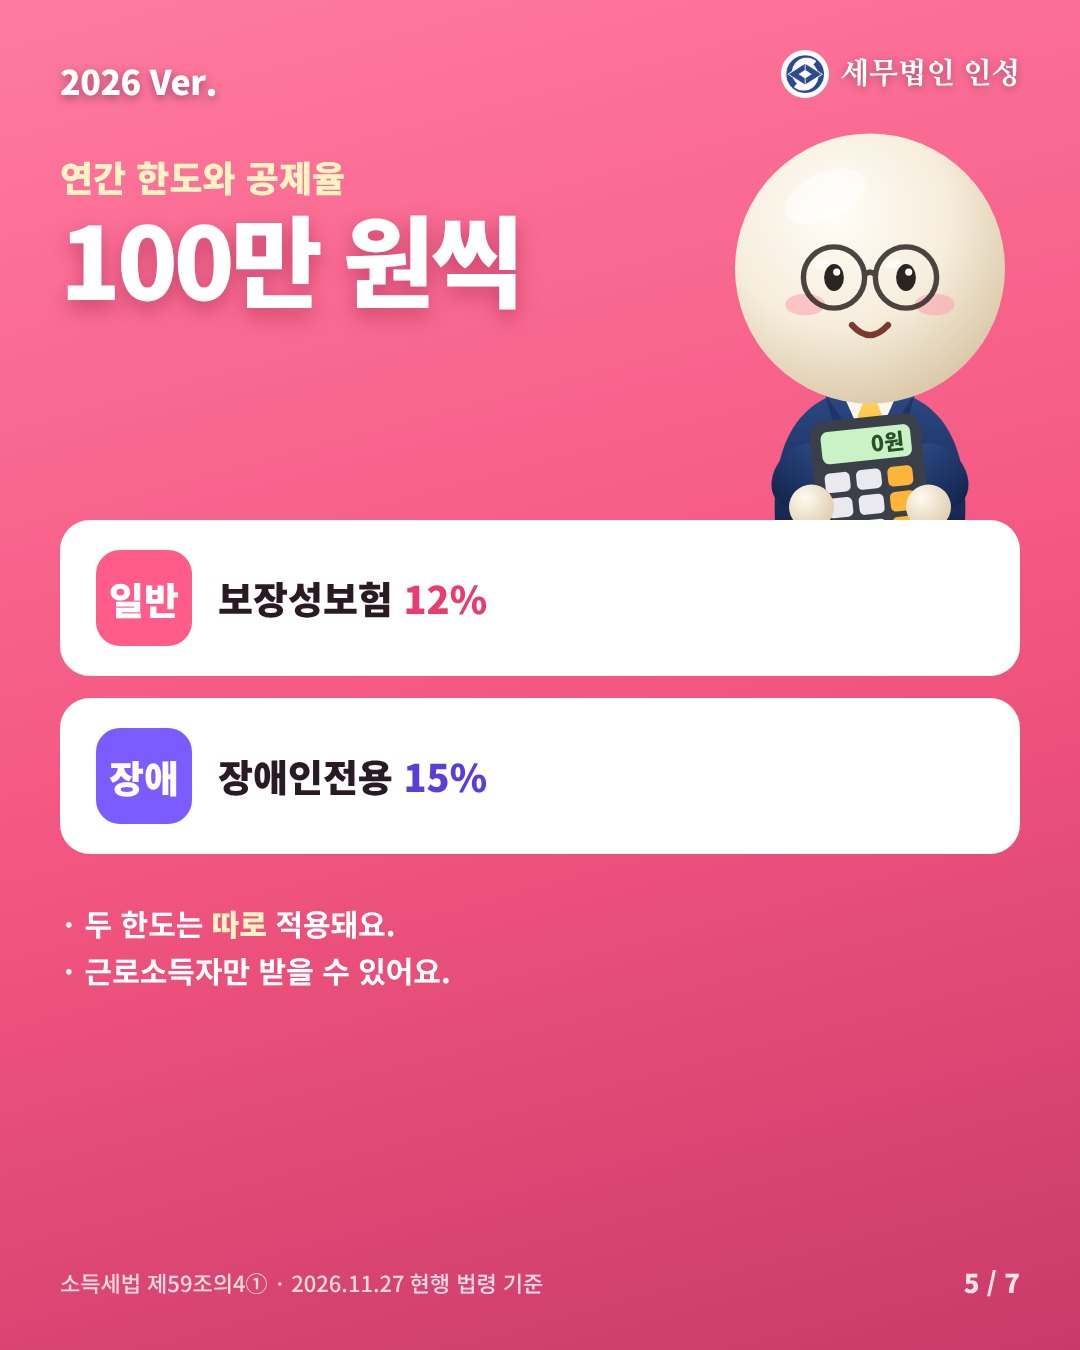 2026 Ver.
세무법인 인성
연간 한도와 공제율
100만 원씩
0원
일반 보장성보험 12%
장애 장애인전용 15%
· 두 한도는 따로 적용돼요.
· 근로소득자만 받을 수 있어요.
소득세법 제59조의4① · 2026.11.27 현행 법령 기준
5 / 7